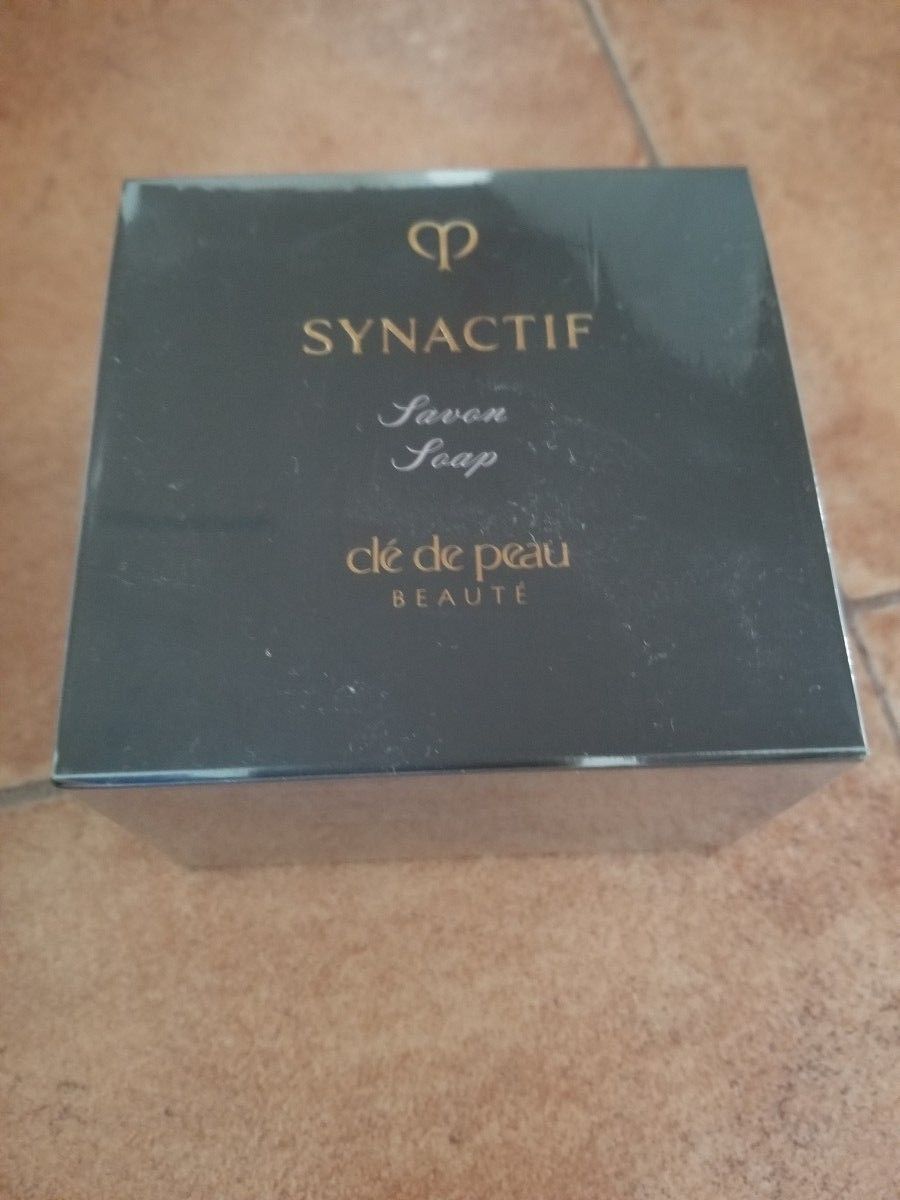 SYNACTIF
Savon
Soap
clé de peau
BEAUTÉ